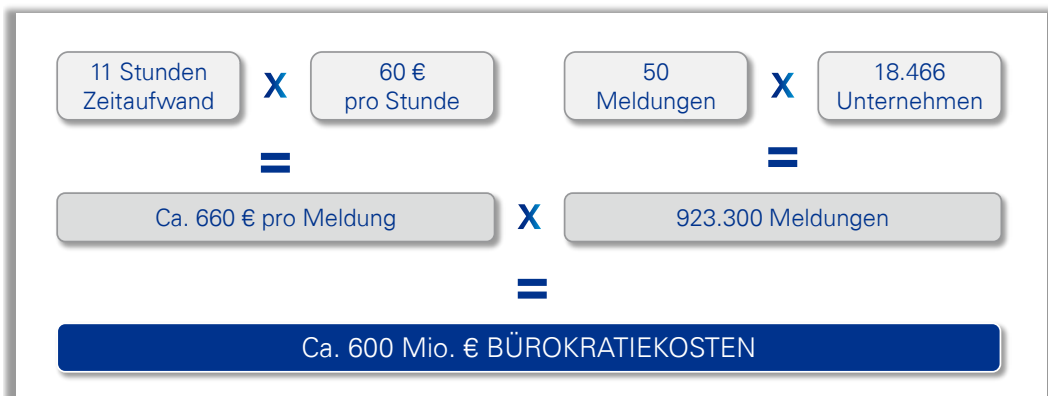 11 Stunden
Zeitaufwand
X
60 €
pro Stunde
50
Meldungen
X
18.466
Unternehmen
=
=
Ca. 660 € pro Meldung
X
923.300 Meldungen
=
Ca. 600 Mio. € BÜROKRATIEKOSTEN